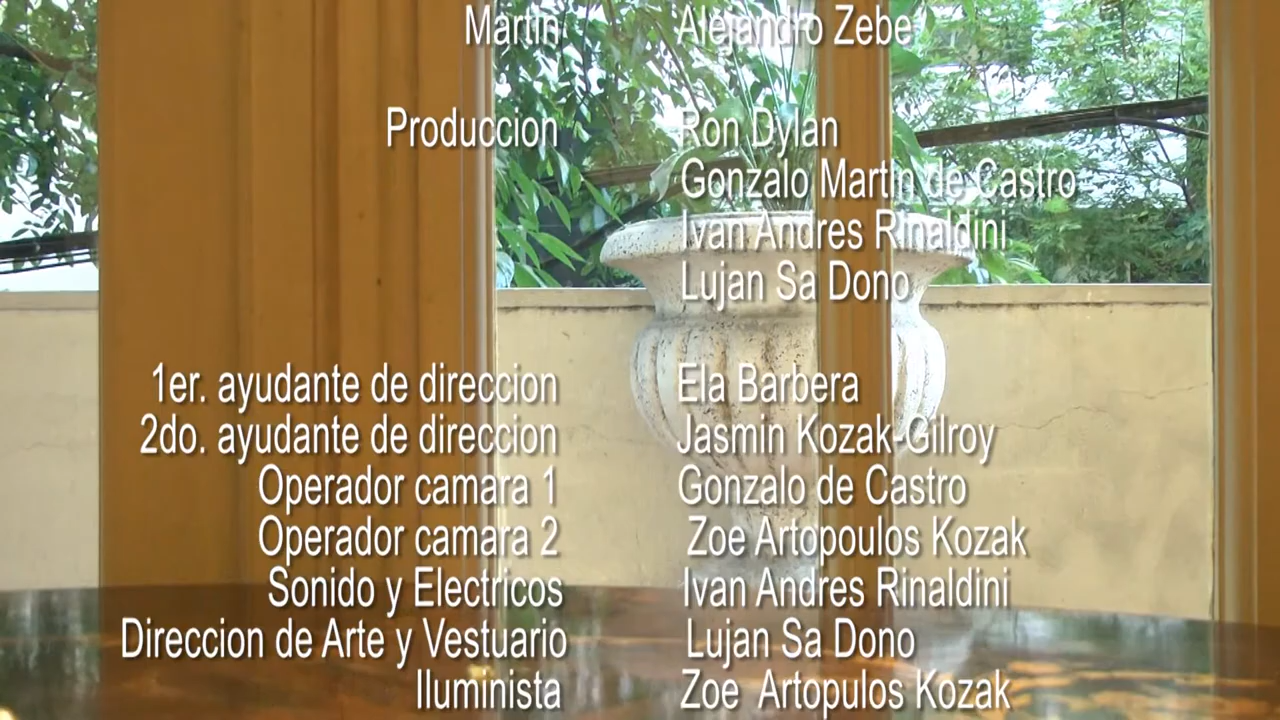 Martin Alejandro Zebe
Produccion Ron Dylan
Gonzalo Martin de Castro
Ivan Andres Rinaldini
Lujan Sa Dono
1er. ayudante de direccion Ela Barbera
2do. ayudante de direccion Jasmin Kozak-Gilroy
Operador camara 1 Gonzalo de Castro
Operador camara 2 Zoe Artopoulos Kozak
Sonido y Electricos Ivan Andres Rinaldini
Direccion de Arte y Vestuario Lujan Sa Dono
Iluminista Zoe Artopulos Kozak